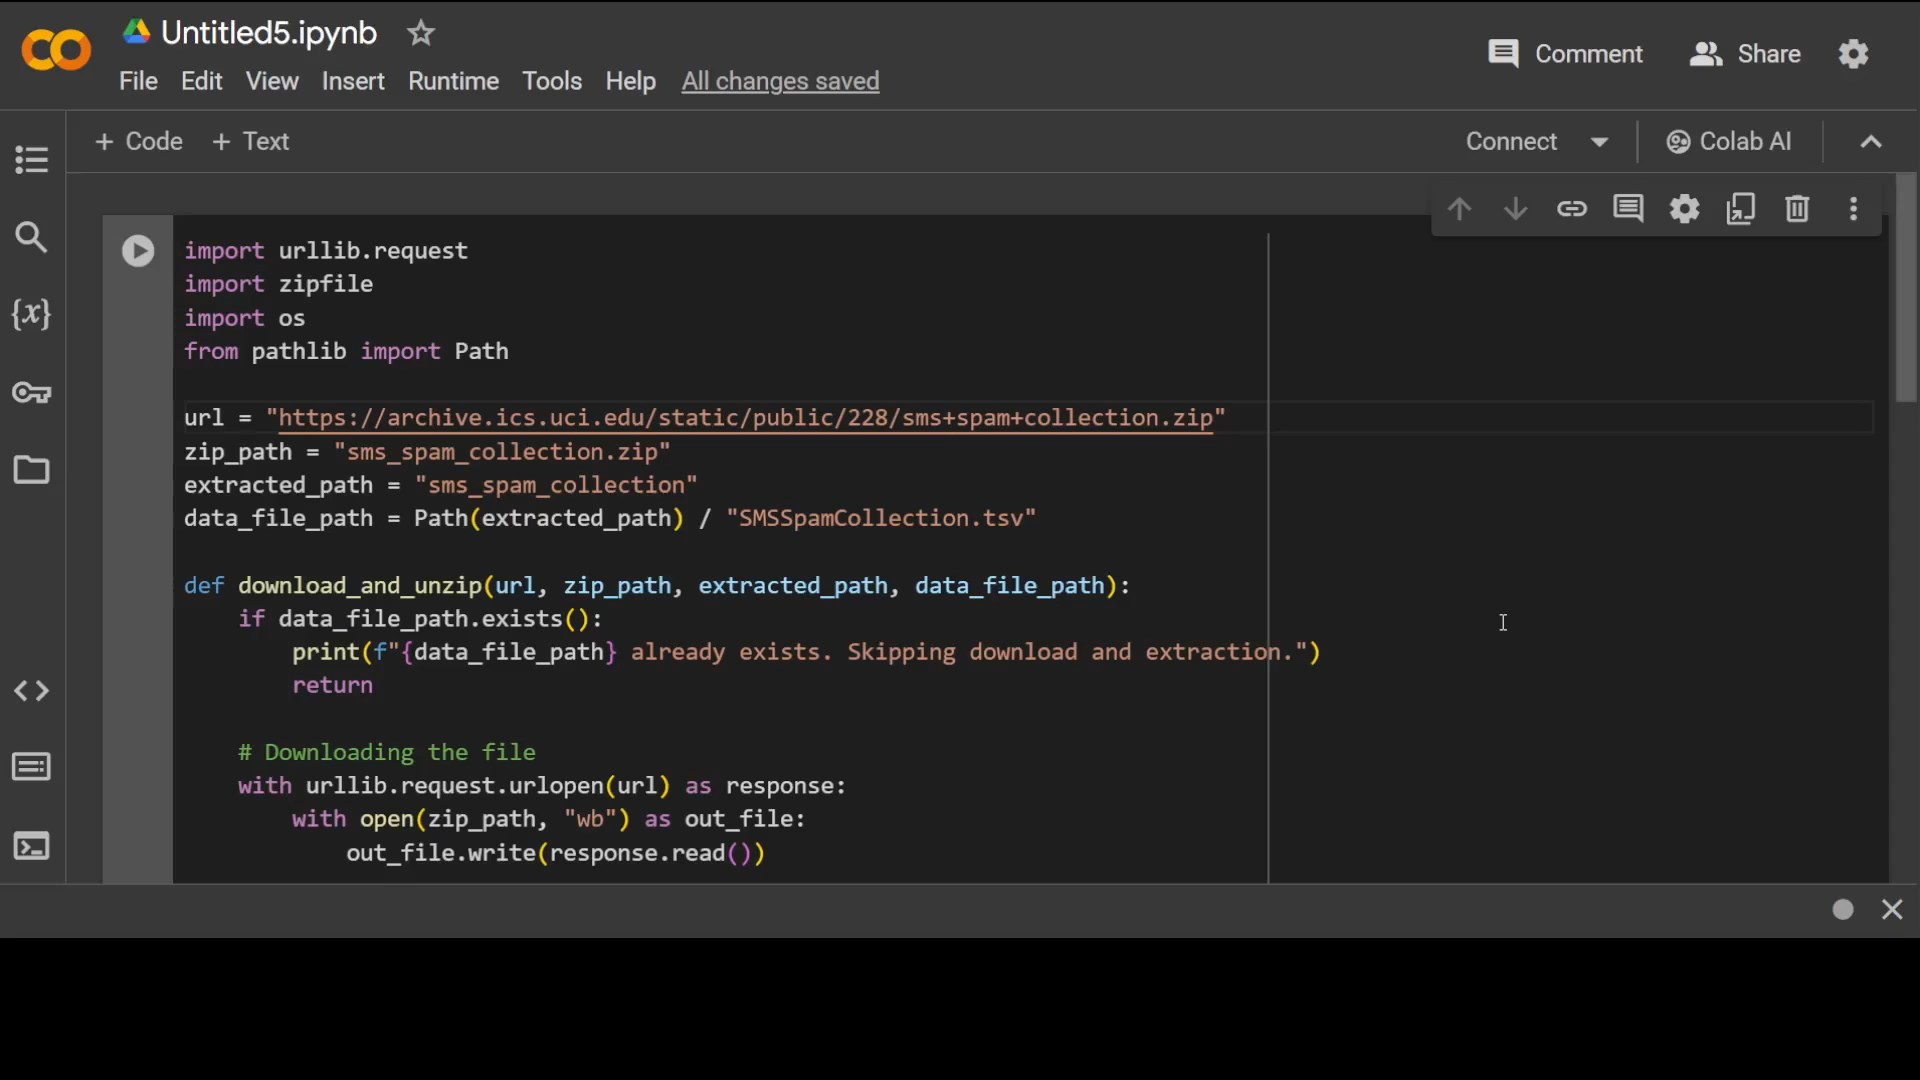 Untitled5.ipynb
File Edit View Insert Runtime Tools Help All changes saved
Comment Share
+ Code + Text
Connect Colab AI
{x}
import urllib.request
import zipfile
import os
from pathlib import Path
url = "https://archive.ics.uci.edu/static/public/228/sms+spam+collection.zip"
zip_path = "sms_spam_collection.zip"
extracted_path = "sms_spam_collection"
data_file_path = Path(extracted_path) / "SMSSpamCollection.tsv"
def download_and_unzip(url, zip_path, extracted_path, data_file_path):
    if data_file_path.exists():
        print(f"{data_file_path} already exists. Skipping download and extraction.")
        return
    # Downloading the file
    with urllib.request.urlopen(url) as response:
        with open(zip_path, "wb") as out_file:
            out_file.write(response.read())